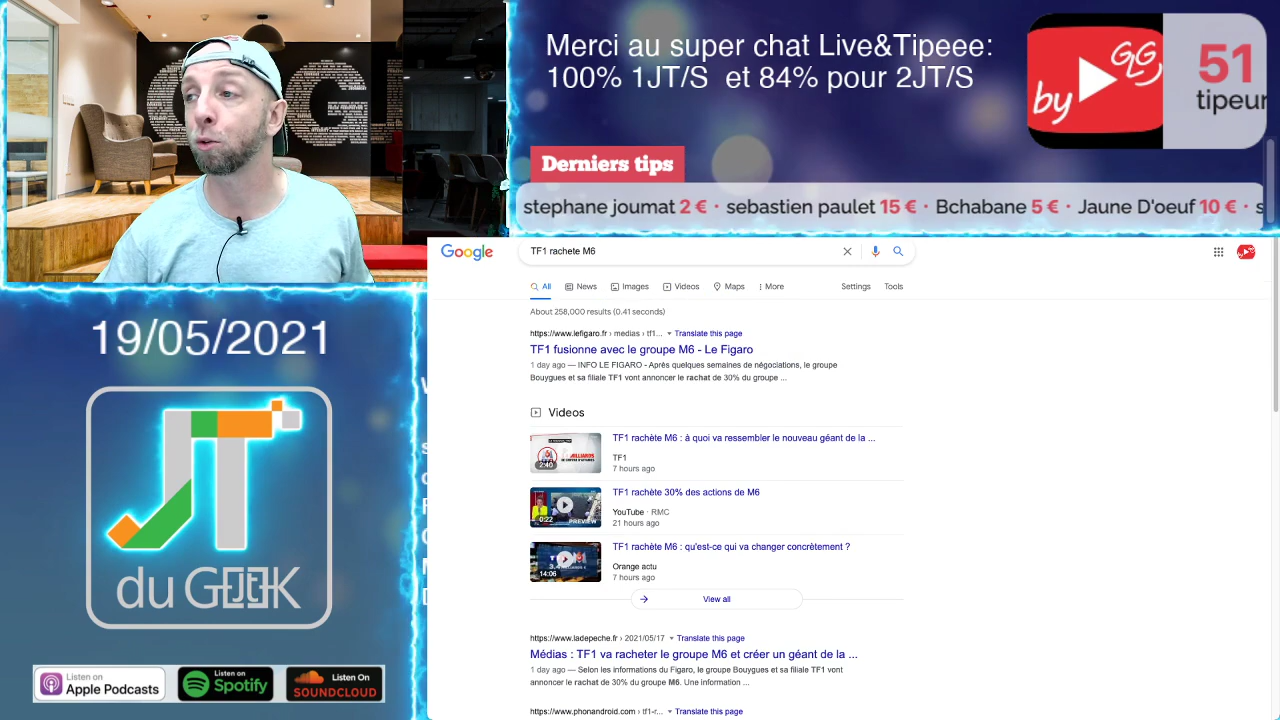 Merci au super chat Live&Tipeee:
100% 1JT/S et 84% pour 2JT/S
by GG
51
tipeur
Derniers tips
stephane joumat 2 € · sebastien paulet 15 € · Bchabane 5 € · Jaune D'oeuf 10 € · s
Google
TF1 rachete M6
All News Images Videos Maps More Settings Tools
About 258,000 results (0.41 seconds)
https://www.lefigaro.fr › medias › tf1... Translate this page
TF1 fusionne avec le groupe M6 - Le Figaro
1 day ago — INFO LE FIGARO - Après quelques semaines de négociations, le groupe
Bouygues et sa filiale TF1 vont annoncer le rachat de 30% du groupe ...
Videos
TF1 rachète M6 : à quoi va ressembler le nouveau géant de la ...
TF1
7 hours ago
2:40
TF1 rachète 30% des actions de M6
YouTube · RMC
21 hours ago
0:22
PREVIEW
TF1 rachète M6 : qu'est-ce qui va changer concrètement ?
Orange actu
7 hours ago
14:06
View all
https://www.ladepeche.fr › 2021/05/17 Translate this page
Médias : TF1 va racheter le groupe M6 et créer un géant de la ...
1 day ago — Selon les informations du Figaro, le groupe Bouygues et sa filiale TF1 vont
annoncer le rachat de 30% du groupe M6. Une information ...
https://www.phonandroid.com › tf1-r... Translate this page
19/05/2021
JT
du GEEK
Listen on
Apple Podcasts
Listen on
Spotify
Listen On
SOUNDCLOUD